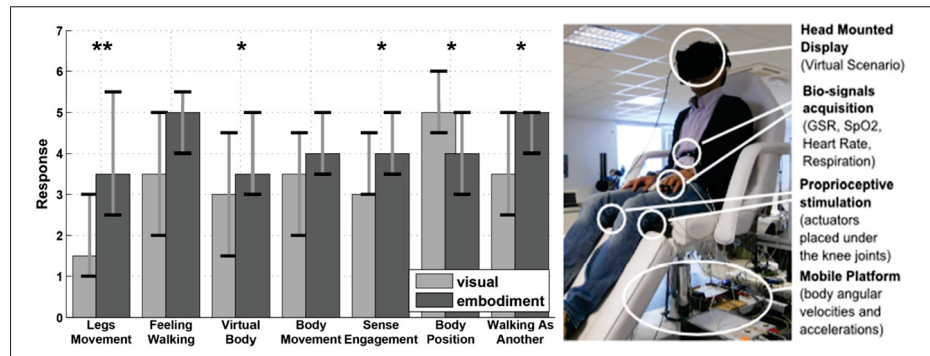 7
6
5
4
3
2
1
0
Response
** * * * *
visual
embodiment
Legs Movement
Feeling Walking
Virtual Body
Body Movement
Sense Engagement
Body Position
Walking As Another
Head Mounted
Display
(Virtual Scenario)
Bio-signals
acquisition
(GSR, SpO2,
Heart Rate,
Respiration)
Proprioceptive
stimulation
(actuators
placed under
the knee joints)
Mobile Platform
(body angular
velocities and
accelerations)